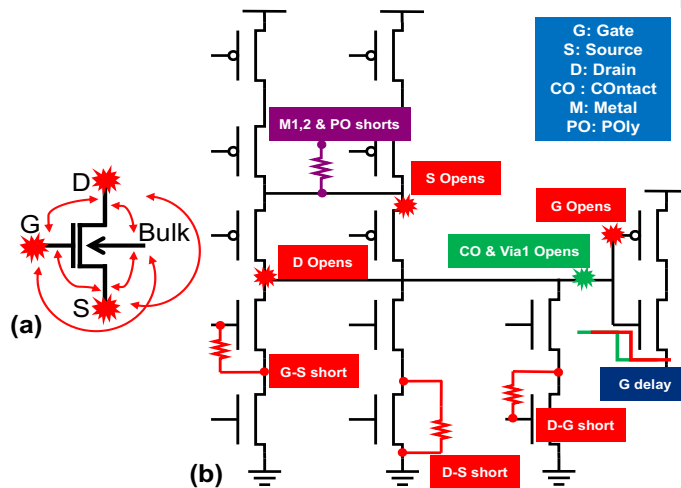 G: Gate
S: Source
D: Drain
CO : COntact
M: Metal
PO: POly
M1,2 & PO shorts
S Opens
G Opens
D
G
Bulk
S
(a)
D Opens
CO & Via1 Opens
G-S short
G delay
D-G short
D-S short
(b)